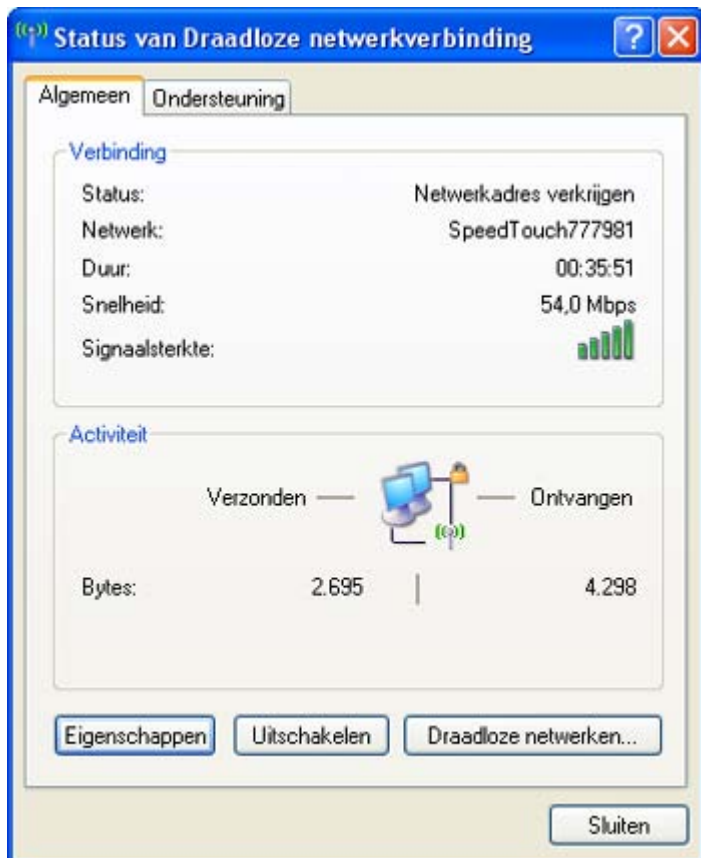 Status van Draadloze netwerkverbinding
Algemeen Ondersteuning
Verbinding
Status: Netwerkadres verkrijgen
Netwerk: SpeedTouch777981
Duur: 00:35:51
Snelheid: 54,0 Mbps
Signaalsterkte:
Activiteit
Verzonden — — Ontvangen
Bytes: 2.695 | 4.298
Eigenschappen Uitschakelen Draadloze netwerken...
Sluiten